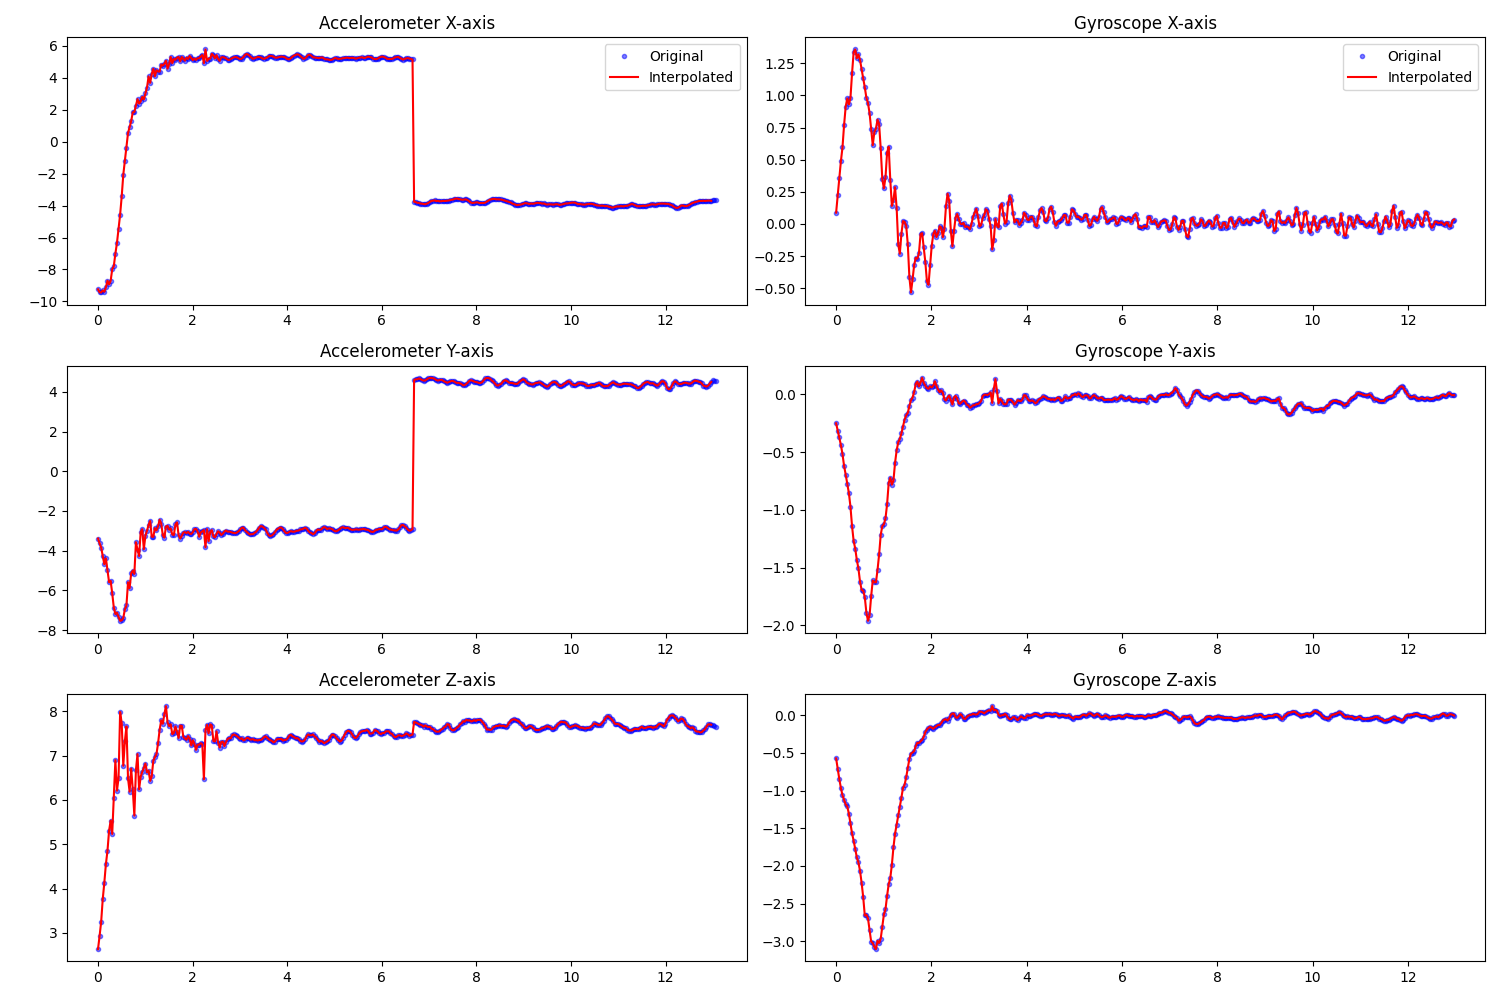 Accelerometer X-axis
6
4
2
0
−2
−4
−6
−8
−10
0 2 4 6 8 10 12
Original
Interpolated
Gyroscope X-axis
1.25
1.00
0.75
0.50
0.25
0.00
−0.25
−0.50
0 2 4 6 8 10 12
Original
Interpolated
Accelerometer Y-axis
4
2
0
−2
−4
−6
−8
0 2 4 6 8 10 12
Gyroscope Y-axis
0.0
−0.5
−1.0
−1.5
−2.0
0 2 4 6 8 10 12
Accelerometer Z-axis
8
7
6
5
4
3
0 2 4 6 8 10 12
Gyroscope Z-axis
0.0
−0.5
−1.0
−1.5
−2.0
−2.5
−3.0
0 2 4 6 8 10 12